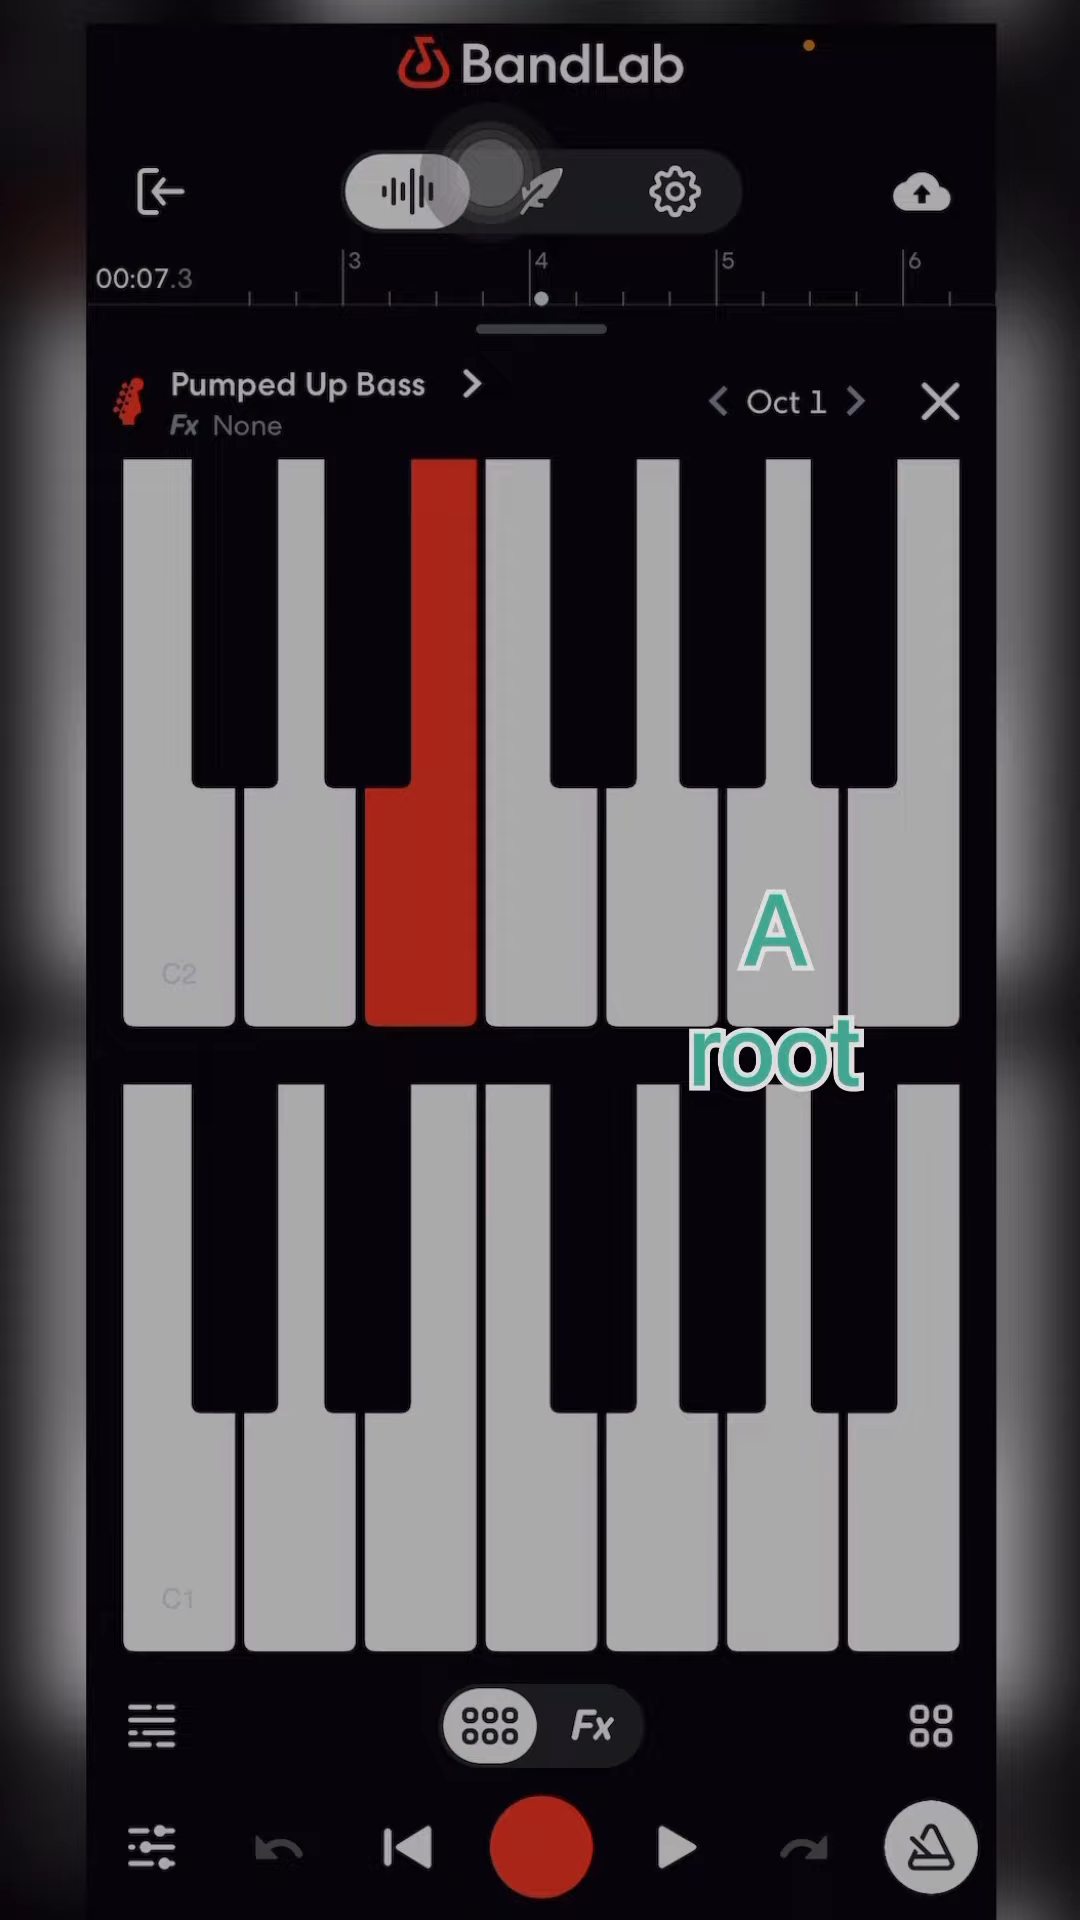 BandLab
00:07.3
3
4
5
6
Pumped Up Bass
Fx None
Oct 1
C2
A
root
C1
Fx